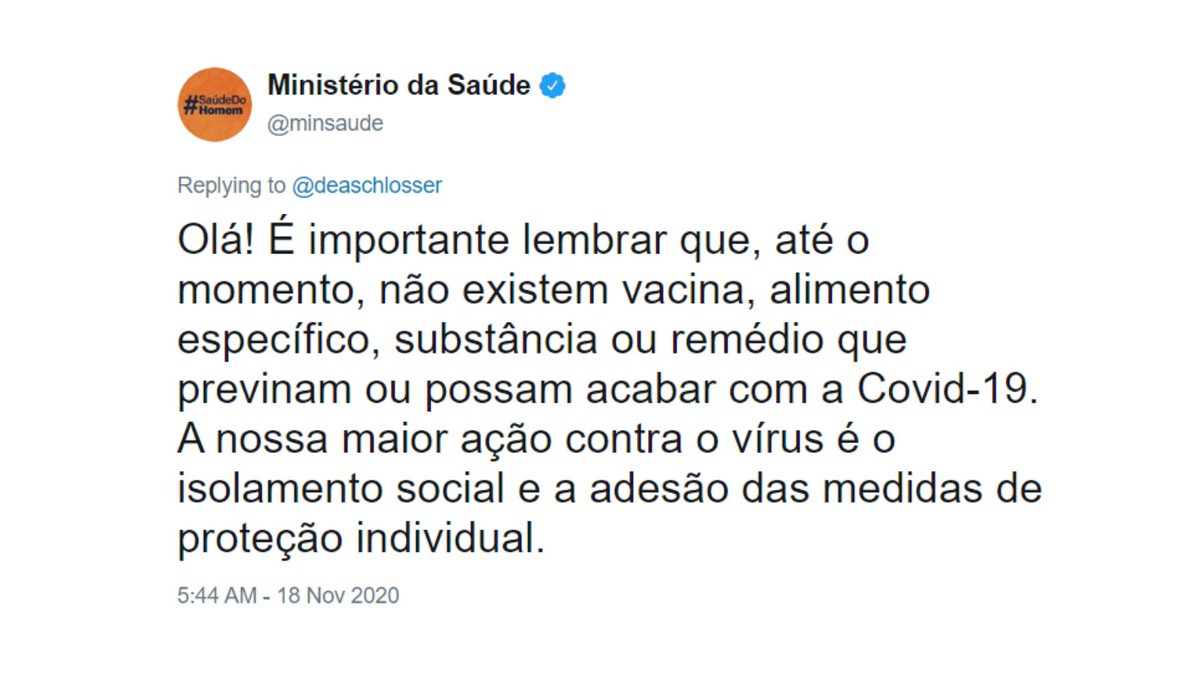 #SaúdeDo
Homem
Ministério da Saúde
@minsaude
Replying to @deaschlosser
Olá! É importante lembrar que, até o
momento, não existem vacina, alimento
específico, substância ou remédio que
previnam ou possam acabar com a Covid-19.
A nossa maior ação contra o vírus é o
isolamento social e a adesão das medidas de
proteção individual.
5:44 AM - 18 Nov 2020